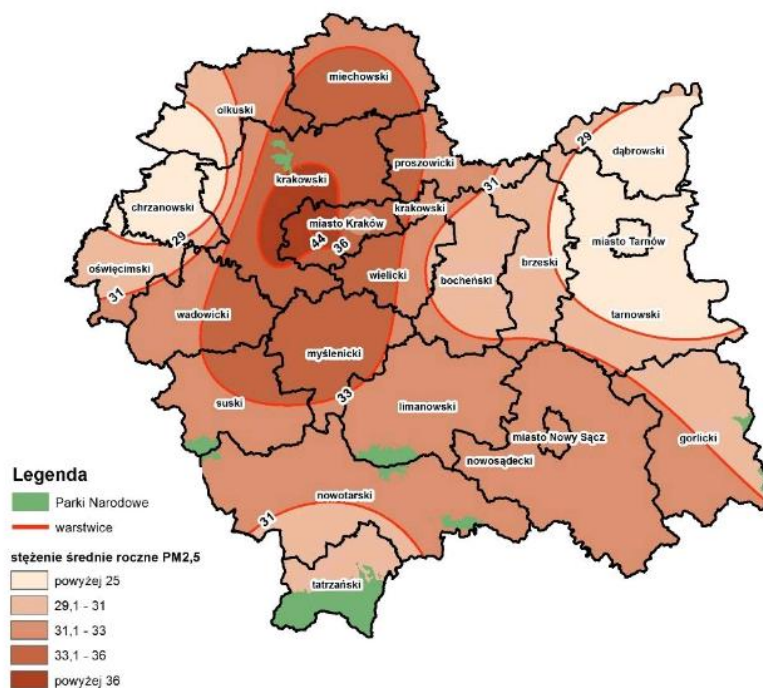 miechowski
olkuski
29
dąbrowski
proszowicki
krakowski
31
chrzanowski
krakowski
miasto Kraków
miasto Tarnów
29
44
36
oświęcimski
wielicki
bocheński
brzeski
31
wadowicki
tarnowski
myślenicki
suski
33
limanowski
miasto Nowy Sącz
gorlicki
nowosądecki
Legenda
Parki Narodowe
warstwice
nowotarski
31
stężenie średnie roczne PM2,5
powyżej 25
tatrzański
29,1 - 31
31,1 - 33
33,1 - 36
powyżej 36